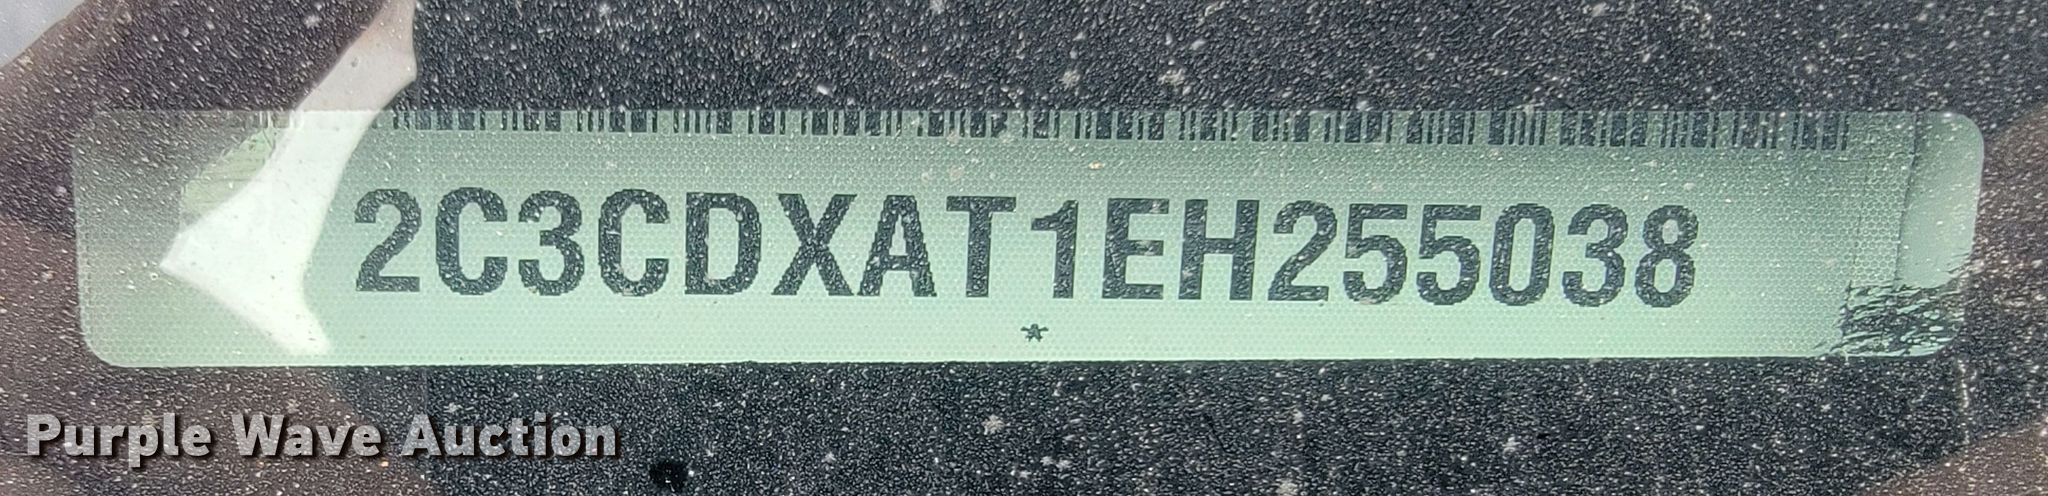 2C3CDXAT1EH255038
*
Purple Wave Auction